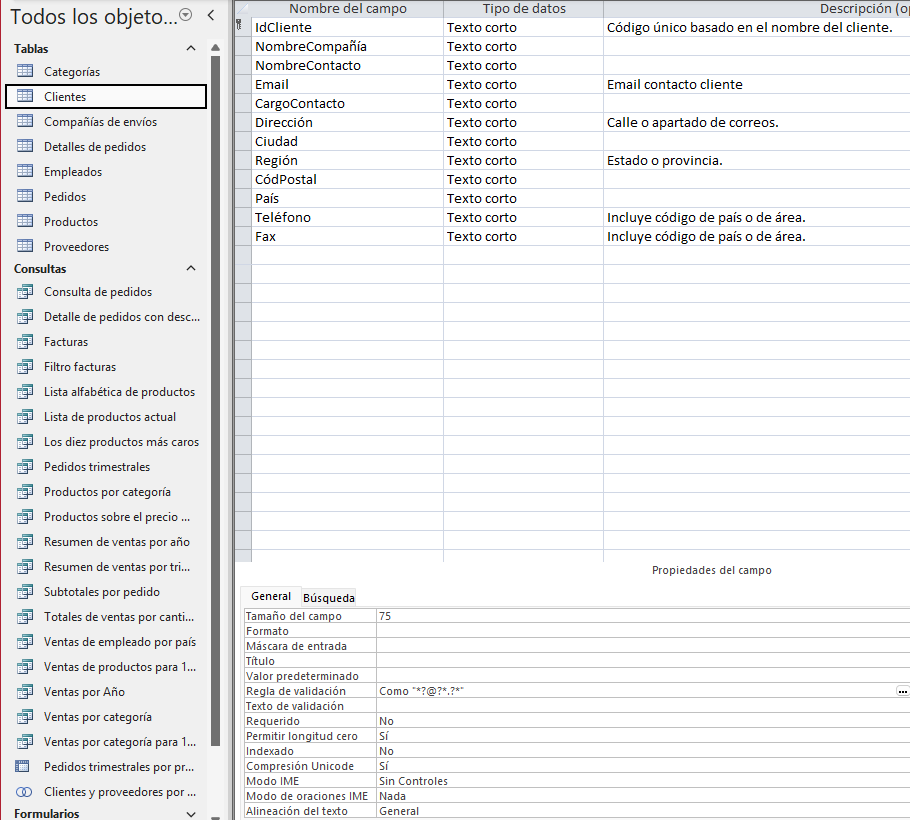 Todos los objeto...
Tablas
Categorías
Clientes
Compañías de envíos
Detalles de pedidos
Empleados
Pedidos
Productos
Proveedores
Consultas
Consulta de pedidos
Detalle de pedidos con desc...
Facturas
Filtro facturas
Lista alfabética de productos
Lista de productos actual
Los diez productos más caros
Pedidos trimestrales
Productos por categoría
Productos sobre el precio ...
Resumen de ventas por año
Resumen de ventas por tri...
Subtotales por pedido
Totales de ventas por canti...
Ventas de empleado por país
Ventas de productos para 1...
Ventas por Año
Ventas por categoría
Ventas por categoría para 1...
Pedidos trimestrales por pr...
Clientes y proveedores por ...
Formularios
Nombre del campo Tipo de datos Descripción (op
IdCliente Texto corto Código único basado en el nombre del cliente.
NombreCompañía Texto corto
NombreContacto Texto corto
Email Texto corto Email contacto cliente
CargoContacto Texto corto
Dirección Texto corto Calle o apartado de correos.
Ciudad Texto corto
Región Texto corto Estado o provincia.
CódPostal Texto corto
País Texto corto
Teléfono Texto corto Incluye código de país o de área.
Fax Texto corto Incluye código de país o de área.
Propiedades del campo
General Búsqueda
Tamaño del campo 75
Formato
Máscara de entrada
Título
Valor predeterminado
Regla de validación Como "*?@?*.?*"
Texto de validación
Requerido No
Permitir longitud cero Sí
Indexado No
Compresión Unicode Sí
Modo IME Sin Controles
Modo de oraciones IME Nada
Alineación del texto General